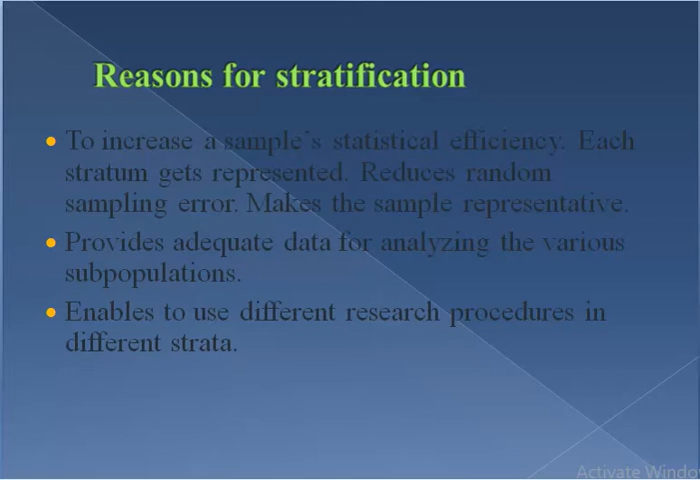 Reasons for stratification
• To increase a sample's statistical efficiency. Each
stratum gets represented. Reduces random
sampling error. Makes the sample representative.
• Provides adequate data for analyzing the various
subpopulations.
• Enables to use different research procedures in
different strata.
Activate Windo